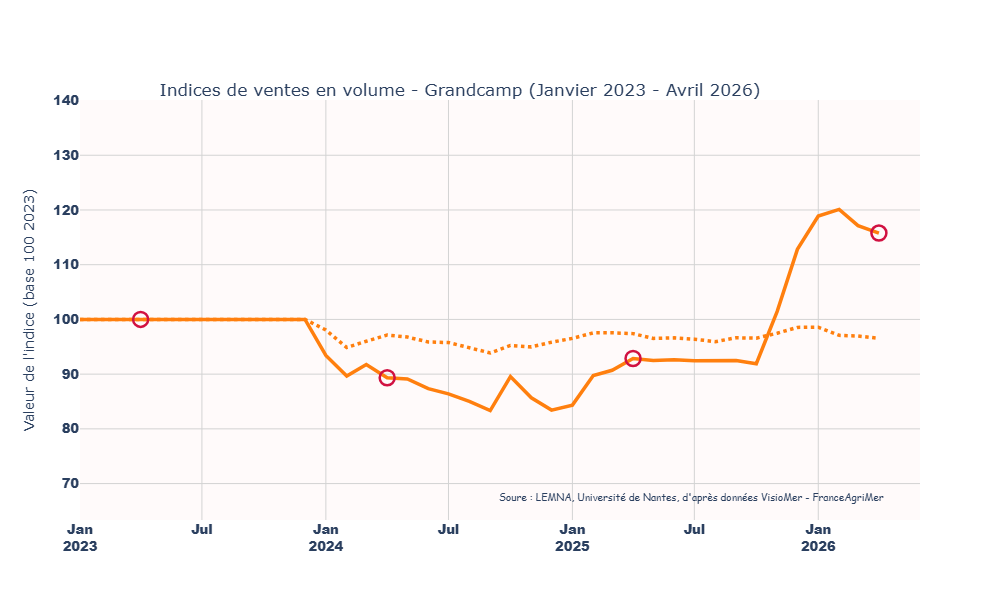 Indices de ventes en volume - Grandcamp (Janvier 2023 - Avril 2026)
Valeur de l'indice (base 100 2023)
140
130
120
110
100
90
80
70
Soure : LEMNA, Université de Nantes, d'après données VisioMer - FranceAgriMer
Jan Jul Jan Jul Jan Jul Jan
2023 2024 2025 2026